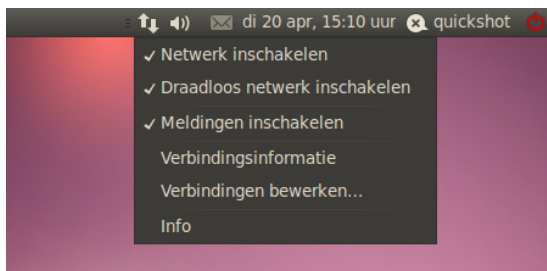 di 20 apr, 15:10 uur quickshot
Netwerk inschakelen
Draadloos netwerk inschakelen
Meldingen inschakelen
Verbindingsinformatie
Verbindingen bewerken...
Info